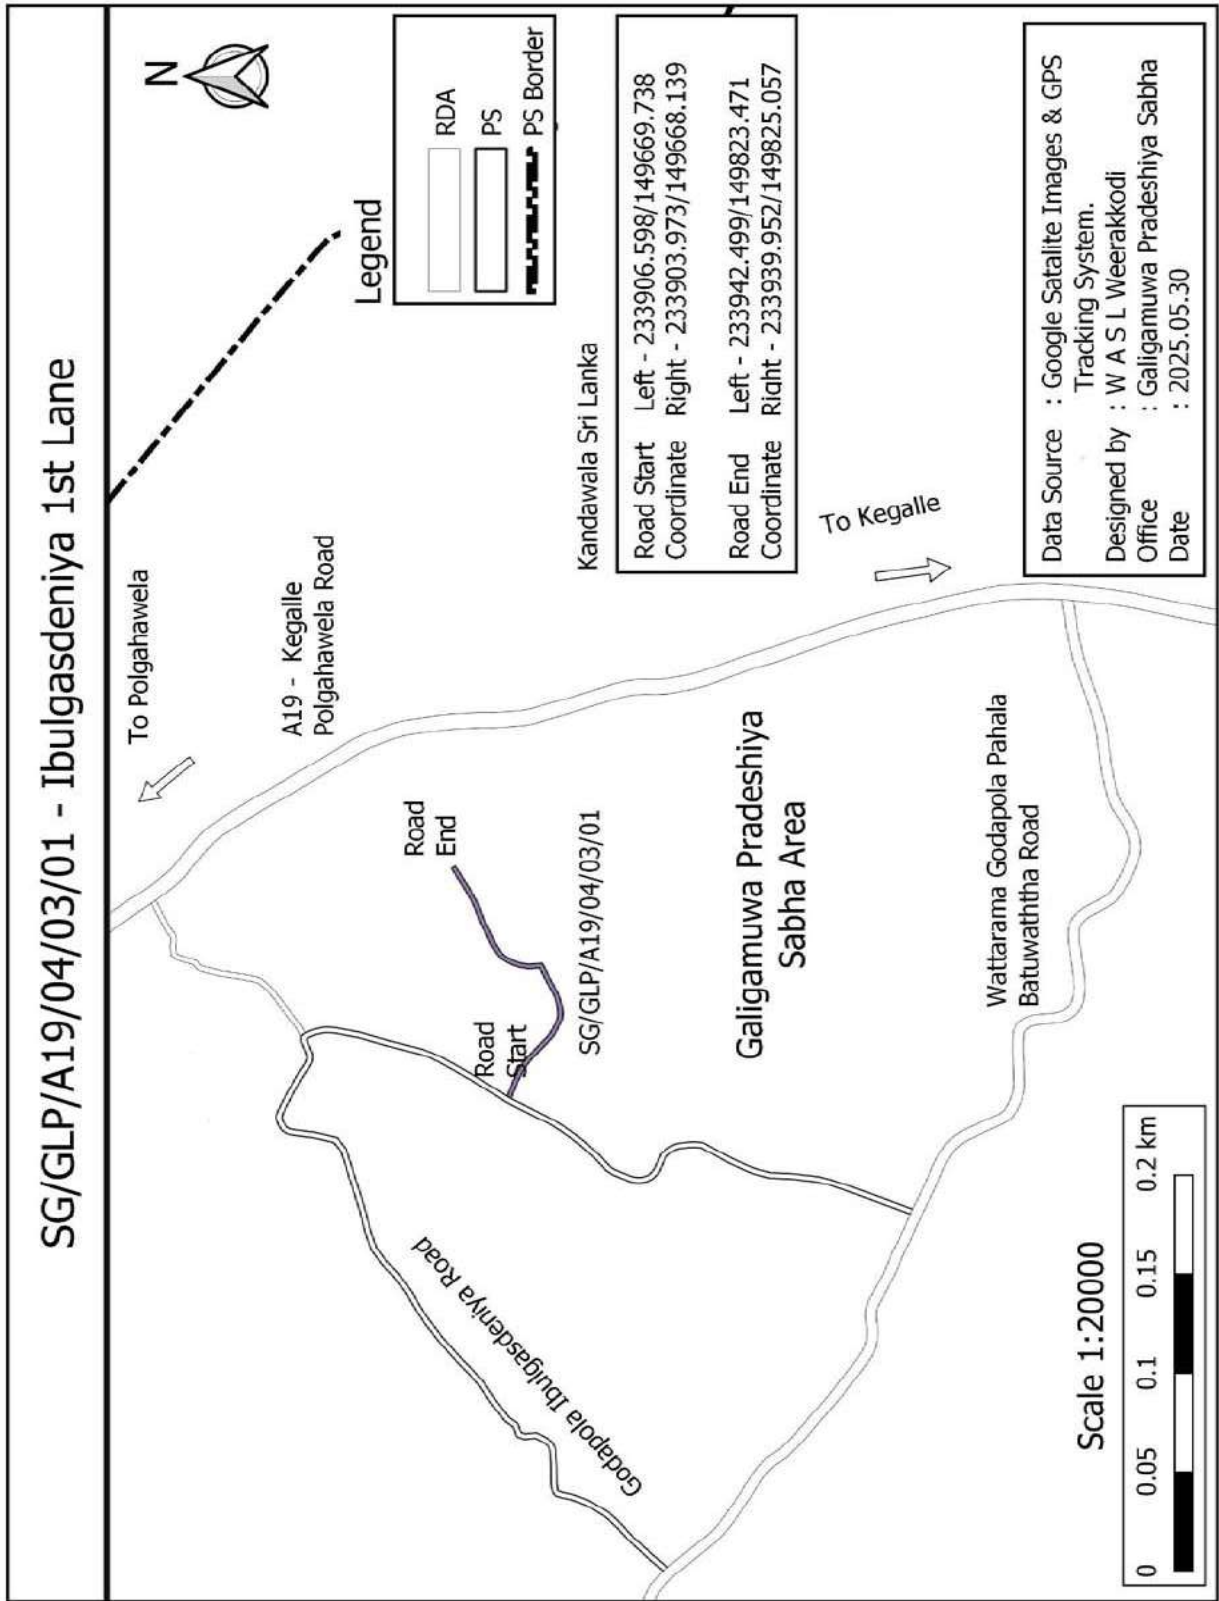 SG/GLP/A19/04/03/01 - Ibulgasdeniya 1st Lane
N
To Polgahawela
A19 - Kegalle
Polgahawela Road
Legend
RDA
PS
PS Border
Road
End
Road
Start
SG/GLP/A19/04/03/01
Godapola Ibulgasdeniya Road
Kandawala Sri Lanka
Road Start Left - 233906.598/149669.738
Coordinate Right - 233903.973/149668.139
Road End Left - 233942.499/149823.471
Coordinate Right - 233939.952/149825.057
Galigamuwa Pradeshiya
Sabha Area
To Kegalle
Wattarama Godapola Pahala
Batuwaththa Road
Scale 1:20000
0 0.05 0.1 0.15 0.2 km
Data Source : Google Satalite Images & GPS
Tracking System.
Designed by : W A S L Weerakkodi
Office : Galigamuwa Pradeshiya Sabha
Date : 2025.05.30